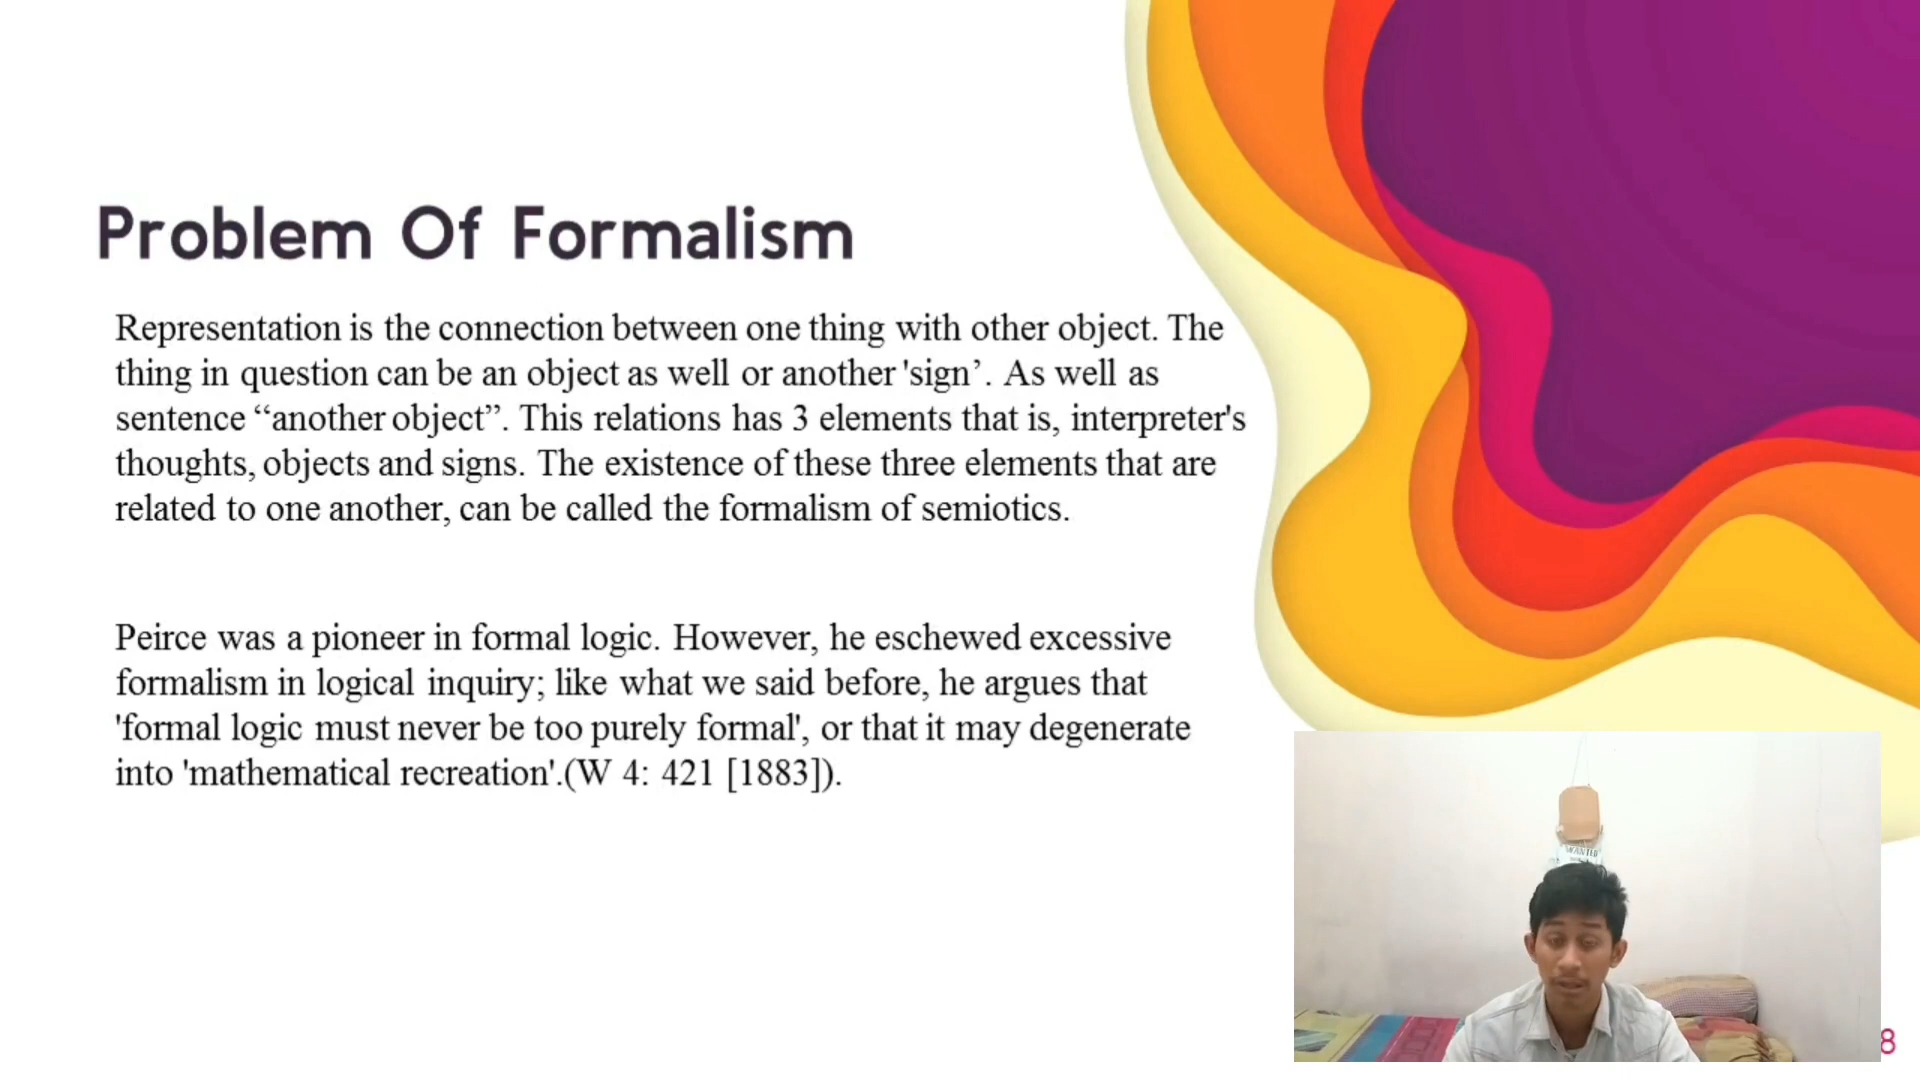 Problem Of Formalism
Representation is the connection between one thing with other object. The
thing in question can be an object as well or another 'sign’. As well as
sentence “another object”. This relations has 3 elements that is, interpreter's
thoughts, objects and signs. The existence of these three elements that are
related to one another, can be called the formalism of semiotics.
Peirce was a pioneer in formal logic. However, he eschewed excessive
formalism in logical inquiry; like what we said before, he argues that
'formal logic must never be too purely formal', or that it may degenerate
into 'mathematical recreation'.(W 4: 421 [1883]).
WANTED
8